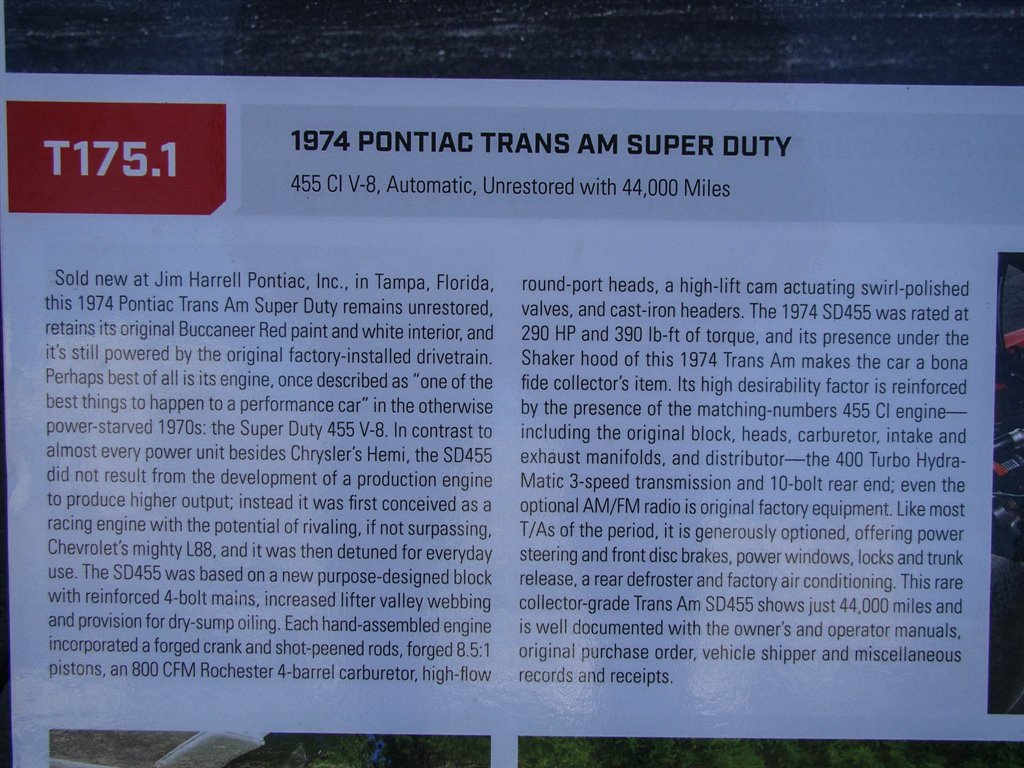 T175.1
1974 PONTIAC TRANS AM SUPER DUTY
455 CI V-8, Automatic, Unrestored with 44,000 Miles
Sold new at Jim Harrell Pontiac, Inc., in Tampa, Florida,
this 1974 Pontiac Trans Am Super Duty remains unrestored,
retains its original Buccaneer Red paint and white interior, and
it's still powered by the original factory-installed drivetrain.
Perhaps best of all is its engine, once described as “one of the
best things to happen to a performance car” in the otherwise
power-starved 1970s: the Super Duty 455 V-8. In contrast to
almost every power unit besides Chrysler's Hemi, the SD455
did not result from the development of a production engine
to produce higher output; instead it was first conceived as a
racing engine with the potential of rivaling, if not surpassing,
Chevrolet's mighty L88, and it was then detuned for everyday
use. The SD455 was based on a new purpose-designed block
with reinforced 4-bolt mains, increased lifter valley webbing
and provision for dry-sump oiling. Each hand-assembled engine
incorporated a forged crank and shot-peened rods, forged 8.5:1
pistons, an 800 CFM Rochester 4-barrel carburetor, high-flow
round-port heads, a high-lift cam actuating swirl-polished
valves, and cast-iron headers. The 1974 SD455 was rated at
290 HP and 390 lb-ft of torque, and its presence under the
Shaker hood of this 1974 Trans Am makes the car a bona
fide collector's item. Its high desirability factor is reinforced
by the presence of the matching-numbers 455 CI engine—
including the original block, heads, carburetor, intake and
exhaust manifolds, and distributor—the 400 Turbo Hydra-
Matic 3-speed transmission and 10-bolt rear end; even the
optional AM/FM radio is original factory equipment. Like most
T/As of the period, it is generously optioned, offering power
steering and front disc brakes, power windows, locks and trunk
release, a rear defroster and factory air conditioning. This rare
collector-grade Trans Am SD455 shows just 44,000 miles and
is well documented with the owner's and operator manuals,
original purchase order, vehicle shipper and miscellaneous
records and receipts.